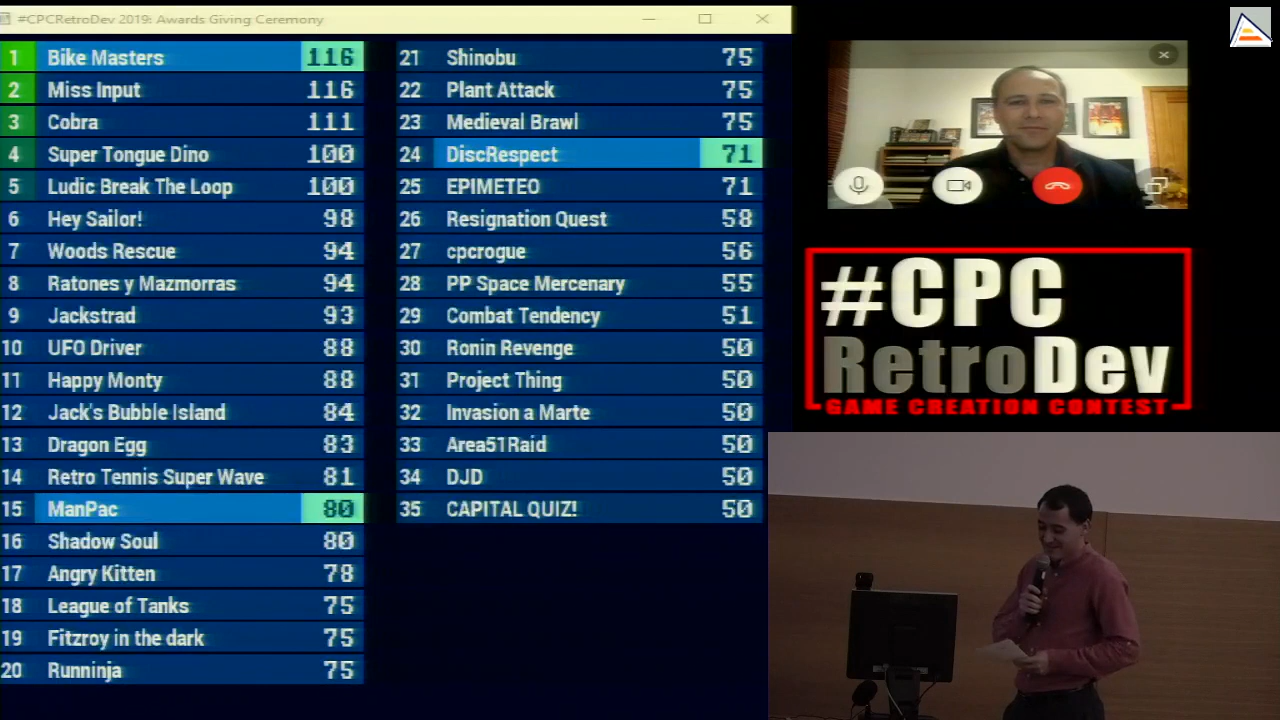 #CPCRetroDev 2019: Awards Giving Ceremony
1 Bike Masters 116
2 Miss Input 116
3 Cobra 111
4 Super Tongue Dino 100
5 Ludic Break The Loop 100
6 Hey Sailor! 98
7 Woods Rescue 94
8 Ratones y Mazmorras 94
9 Jackstrad 93
10 UFO Driver 88
11 Happy Monty 88
12 Jack's Bubble Island 84
13 Dragon Egg 83
14 Retro Tennis Super Wave 81
15 ManPac 80
16 Shadow Soul 80
17 Angry Kitten 78
18 League of Tanks 75
19 Fitzroy in the dark 75
20 Runninja 75
21 Shinobu 75
22 Plant Attack 75
23 Medieval Brawl 75
24 DiscRespect 71
25 EPIMETEO 71
26 Resignation Quest 58
27 cpcrogue 56
28 PP Space Mercenary 55
29 Combat Tendency 51
30 Ronin Revenge 50
31 Project Thing 50
32 Invasion a Marte 50
33 Area51Raid 50
34 DJD 50
35 CAPITAL QUIZ! 50
#CPC
RetroDev
GAME CREATION CONTEST